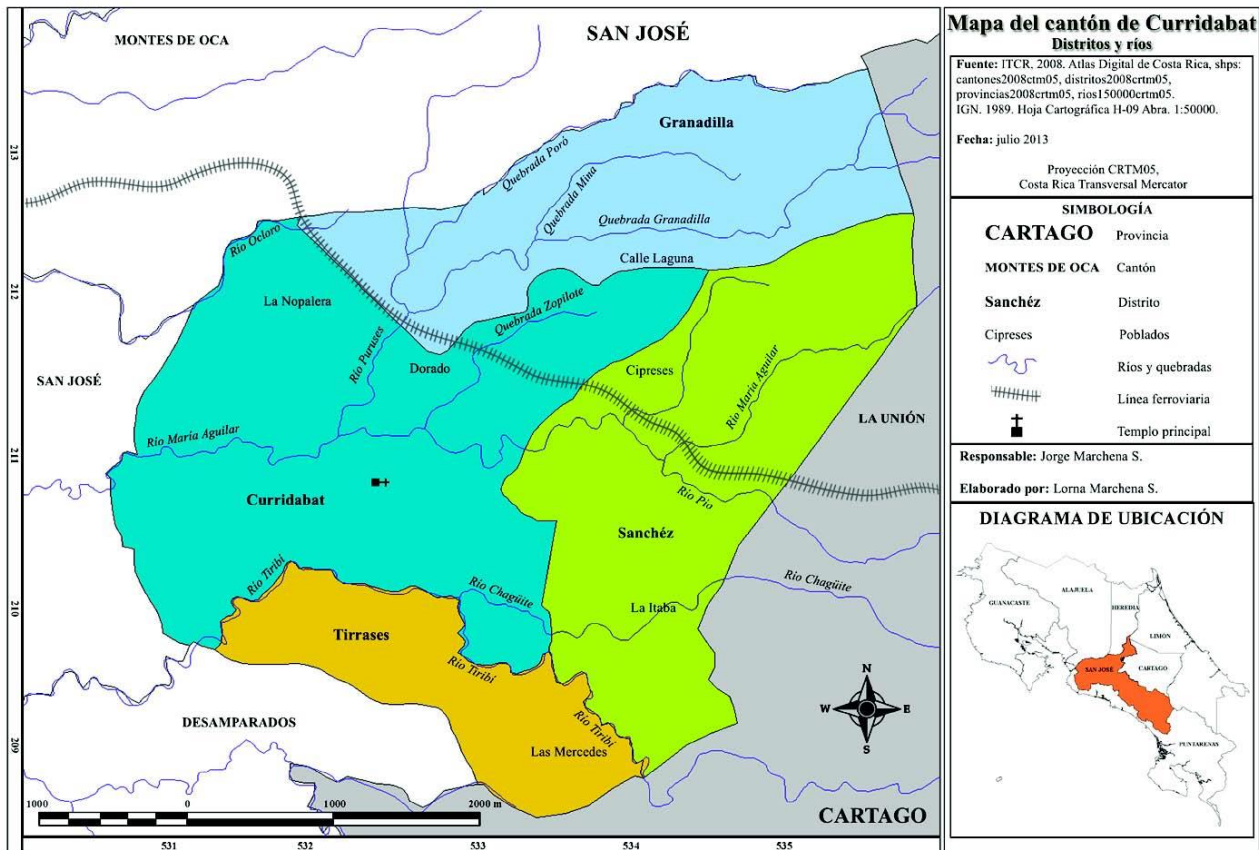 MONTES DE OCA
SAN JOSÉ
Granadilla
Quebrada Poró
Quebrada Mina
Quebrada Granadilla
Río Ocloro
Calle Laguna
La Nopalera
Quebrada Zopilote
Río Puruses
Dorado
Cipreses
Río María Aguilar
SAN JOSÉ
LA UNIÓN
Río María Aguilar
Curridabat
Río Pío
Sanchéz
Río Tiribí
Río Chagüite
Río Chagüite
La Itaba
Tirrases
Río Tiribí
Río Tiribí
DESAMPARADOS
Las Mercedes
CARTAGO
N
W
E
S
213
212
211
210
209
1000
0
1000
2000 m
531
532
533
534
535
Mapa del cantón de Curridabat
Distritos y ríos
Fuente: ITCR, 2008. Atlas Digital de Costa Rica, shps:
cantones2008ctm05, distritos2008crtm05,
provincias2008crtm05, rios150000crtm05.
IGN. 1989. Hoja Cartográfica H-09 Abra. 1:50000.
Fecha: julio 2013
Proyección CRTM05,
Costa Rica Transversal Mercator
SIMBOLOGÍA
CARTAGO Provincia
MONTES DE OCA Cantón
Sanchéz Distrito
Cipreses Poblados
Ríos y quebradas
Línea ferroviaria
Templo principal
Responsable: Jorge Marchena S.
Elaborado por: Lorna Marchena S.
DIAGRAMA DE UBICACIÓN
GUANACASTE
ALAJUELA
HEREDIA
LIMON
SAN JOSÉ
CARTAGO
PUNTARENAS